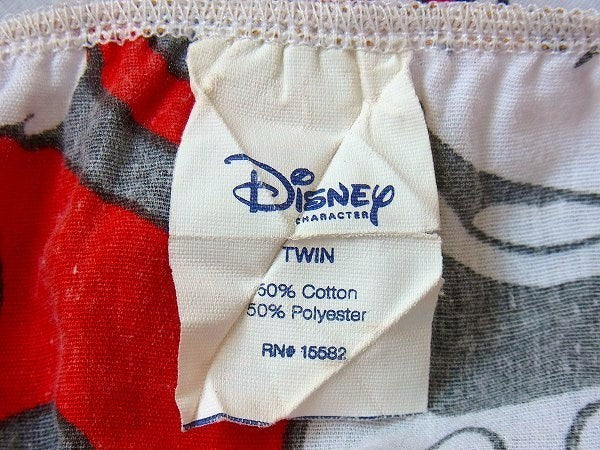 Disney
CHARACTER
TWIN
50% Cotton
50% Polyester
RN# 15582